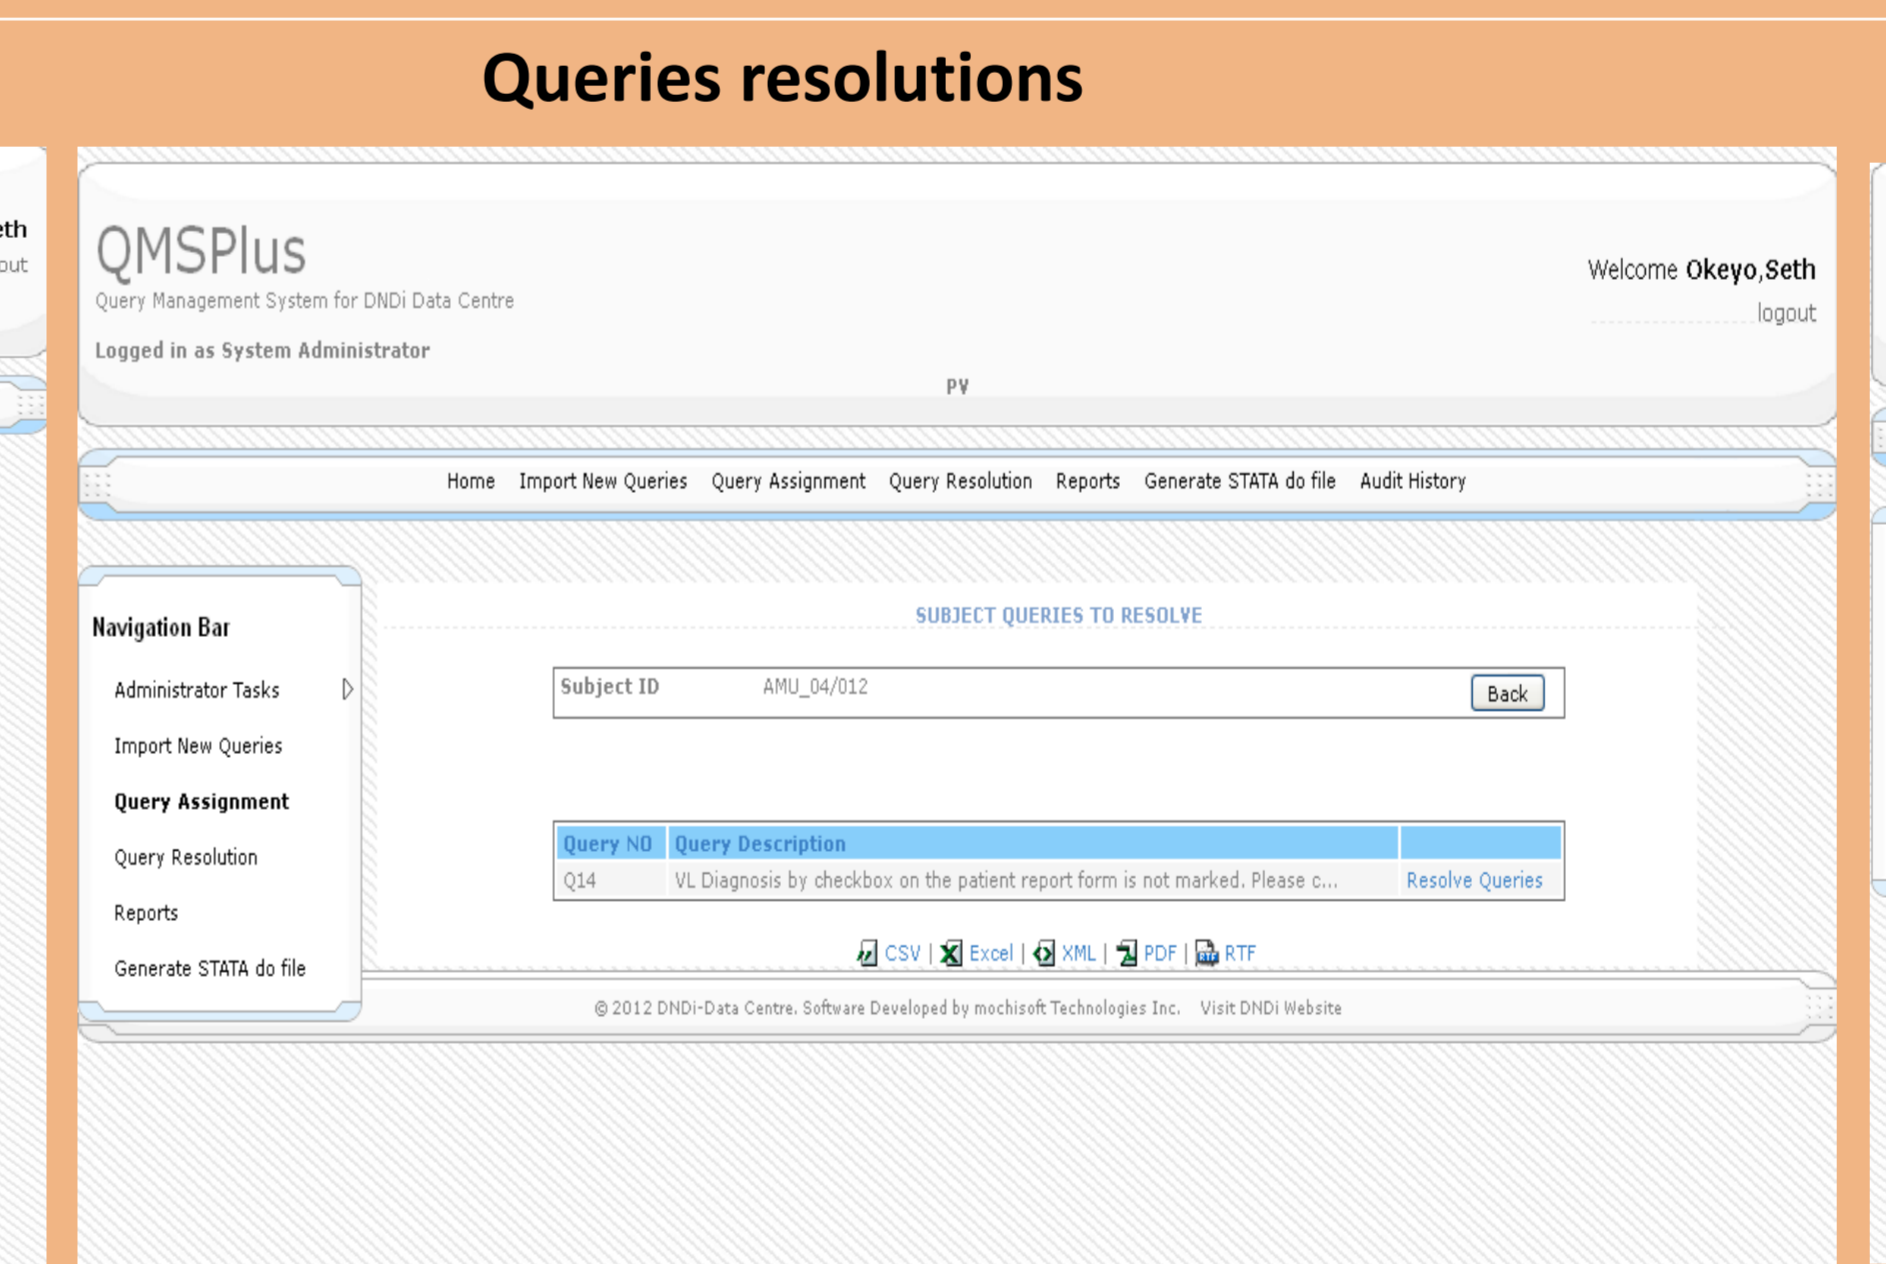 Queries resolutions
eth
out
QMSPlus
Query Management System for DNDi Data Centre
Logged in as System Administrator
Welcome Okeyo,Seth
logout
PV
Home Import New Queries Query Assignment Query Resolution Reports Generate STATA do file Audit History
Navigation Bar
Administrator Tasks
Import New Queries
Query Assignment
Query Resolution
Reports
Generate STATA do file
SUBJECT QUERIES TO RESOLVE
Subject ID AMU_04/012 Back
Query NO Query Description
Q14 VL Diagnosis by checkbox on the patient report form is not marked. Please c... Resolve Queries
CSV | Excel | XML | PDF | RTF
© 2012 DNDi-Data Centre. Software Developed by mochisoft Technologies Inc. Visit DNDi Website